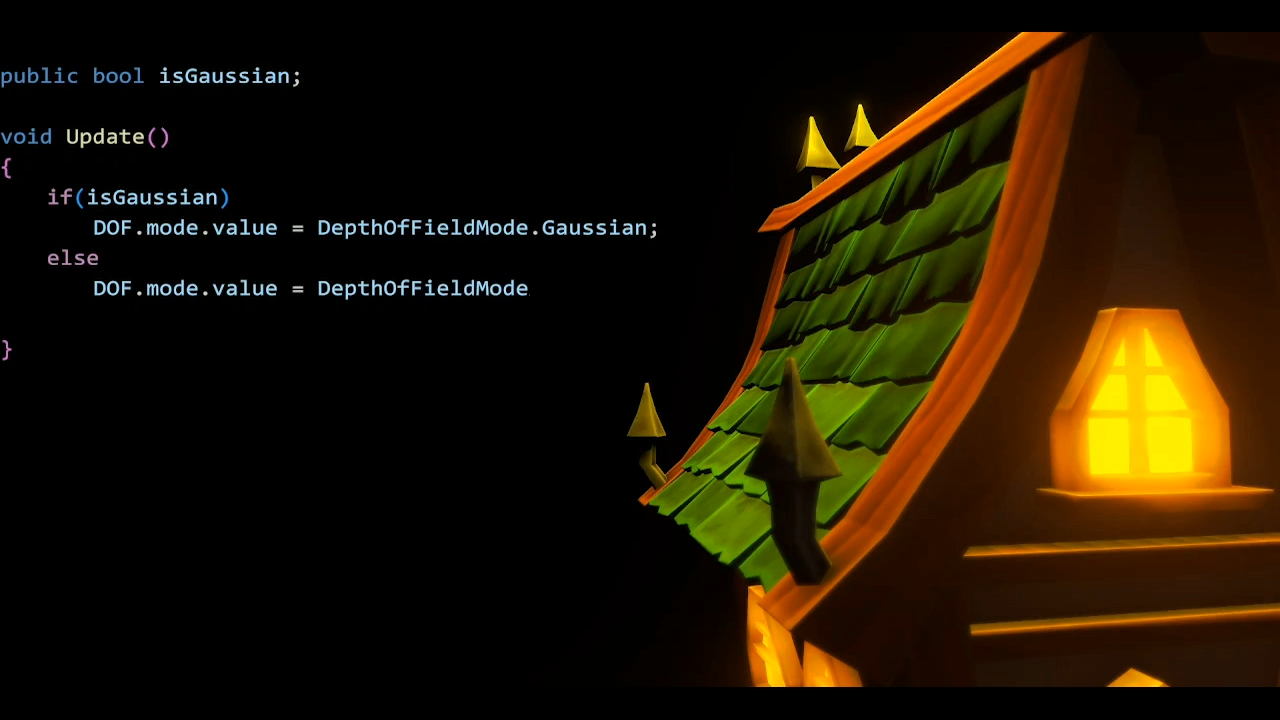 public bool isGaussian;
void Update()
{
if(isGaussian)
DOF.mode.value = DepthOfFieldMode.Gaussian;
else
DOF.mode.value = DepthOfFieldMode
}